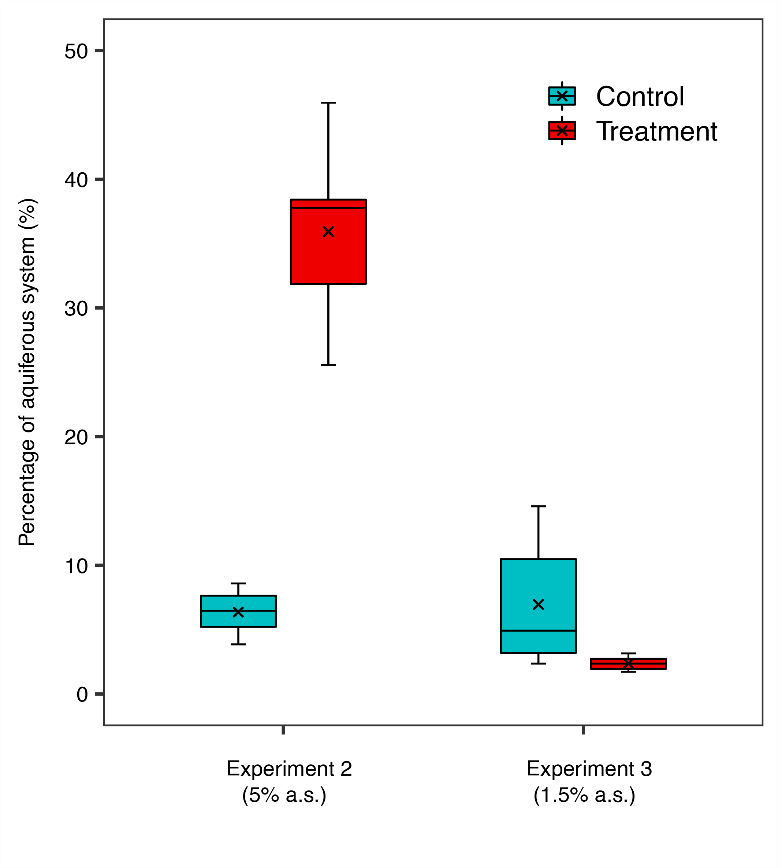 50
40
30
20
10
0
Percentage of aquiferous system (%)
Control
Treatment
Experiment 2
(5% a.s.)
Experiment 3
(1.5% a.s.)